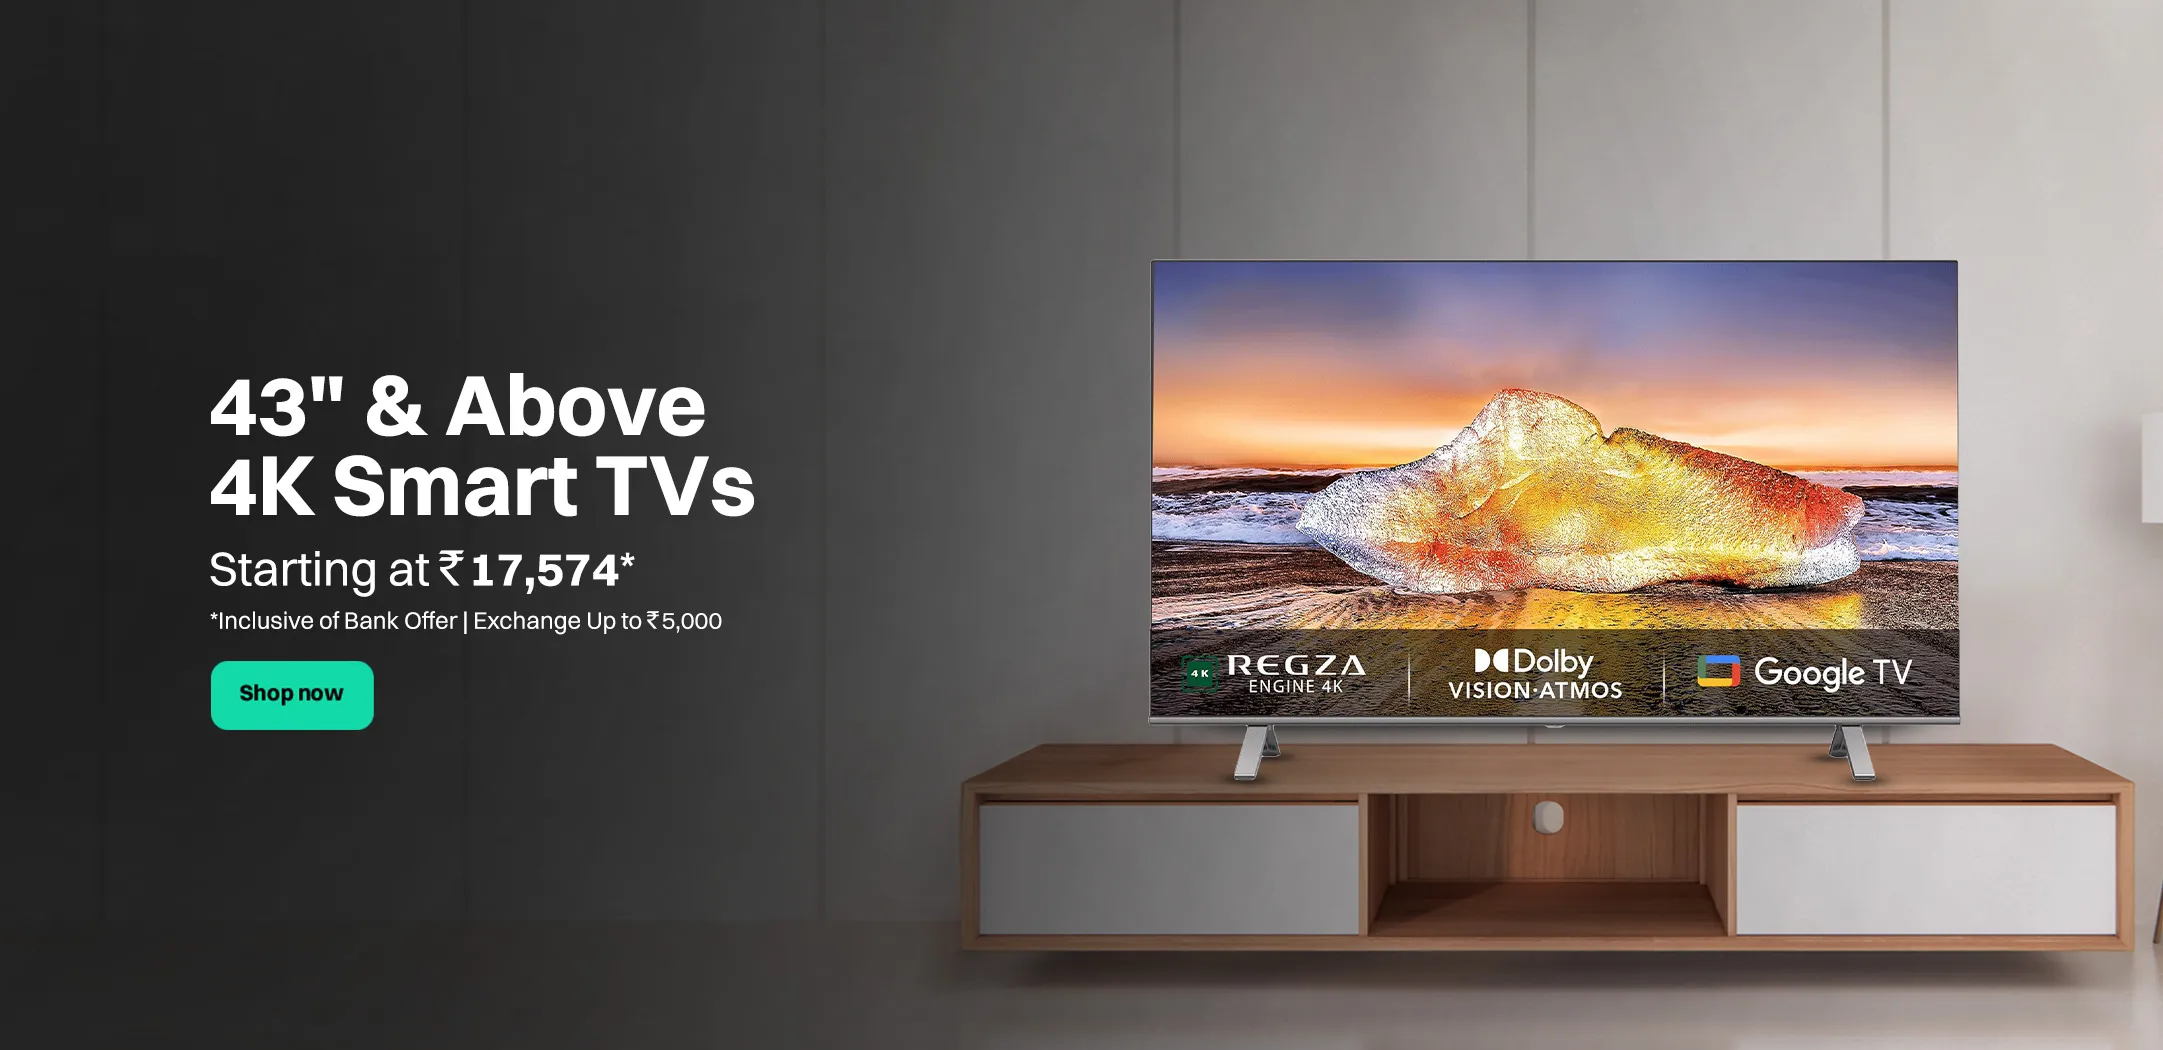 43" & Above
4K Smart TVs
Starting at ₹17,574*
*Inclusive of Bank Offer | Exchange Up to ₹5,000
Shop now
4K REGZA
ENGINE 4K
Dolby
VISION·ATMOS
Google TV